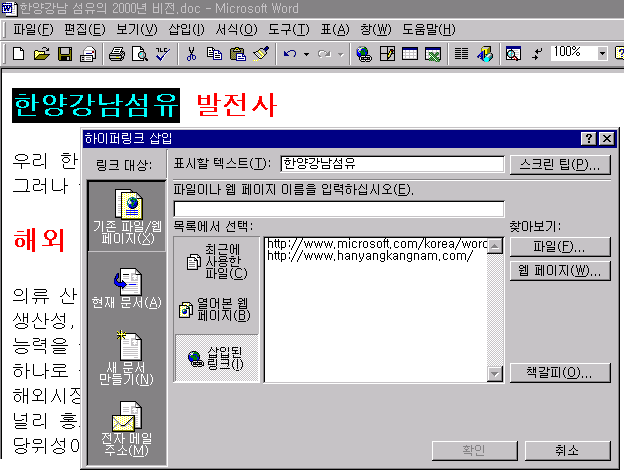 한양강남 섬유의 2000년 비젼.doc - Microsoft Word
파일(F) 편집(E) 보기(V) 삽입(I) 서식(O) 도구(T) 표(A) 창(W) 도움말(H)
100%
한양강남섬유 발전사
우리 한
그러나
해외
의류 산
생산성,
능력을
하나로
해외시장
널리 홍
당위성이
하이퍼링크 삽입
링크 대상:
기존 파일/웹
페이지(X)
현재 문서(A)
새 문서
만들기(N)
전자 메일
주소(M)
표시할 텍스트(T): 한양강남섬유 스크린 팁(P)...
파일이나 웹 페이지 이름을 입력하십시오(E).
목록에서 선택: 찾아보기:
최근에
사용한
파일(C)
열어본 웹
페이지(B)
삽입된
링크(I)
http://www.microsoft.com/korea/word
http://www.hanyangkangnam.com/
파일(F)...
웹 페이지(W)...
책갈피(O)...
확인 취소